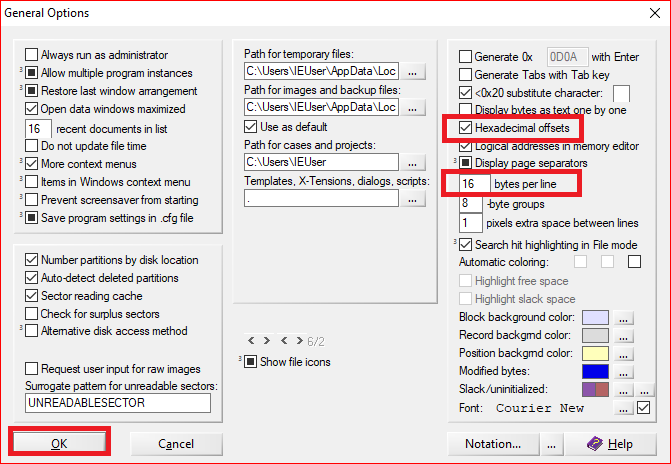 General Options
Always run as administrator
3 Allow multiple program instances
3 Restore last window arrangement
Open data windows maximized
16 recent documents in list
Do not update file time
3 More context menus
Items in Windows context menu
3 Prevent screensaver from starting
3 Save program settings in .cfg file
Number partitions by disk location
Auto-detect deleted partitions
Sector reading cache
Check for surplus sectors
3 Alternative disk access method
Request user input for raw images
Surrogate pattern for unreadable sectors:
UNREADABLESECTOR
OK
Cancel
Path for temporary files:
C:\Users\IEUser\AppData\Loc ...
Path for images and backup files:
C:\Users\IEUser\AppData\Loc ...
Use as default
Path for cases and projects:
C:\Users\IEUser ...
Templates, X-Tensions, dialogs, scripts:
. ...
< > < > 6/2
3 Show file icons
Generate 0x 0D0A with Enter
Generate Tabs with Tab key
<0x20 substitute character:
Display bytes as text one by one
Hexadecimal offsets
Logical addresses in memory editor
3 Display page separators
16 bytes per line
8 -byte groups
1 pixels extra space between lines
3 Search hit highlighting in File mode
Automatic coloring:
Highlight free space
Highlight slack space
Block background color: ...
Record backgrnd color: ...
Position backgrnd color: ...
Modified bytes: ...
Slack/uninitialized: ... ...
Font: Courier New ...
Notation... ... Help